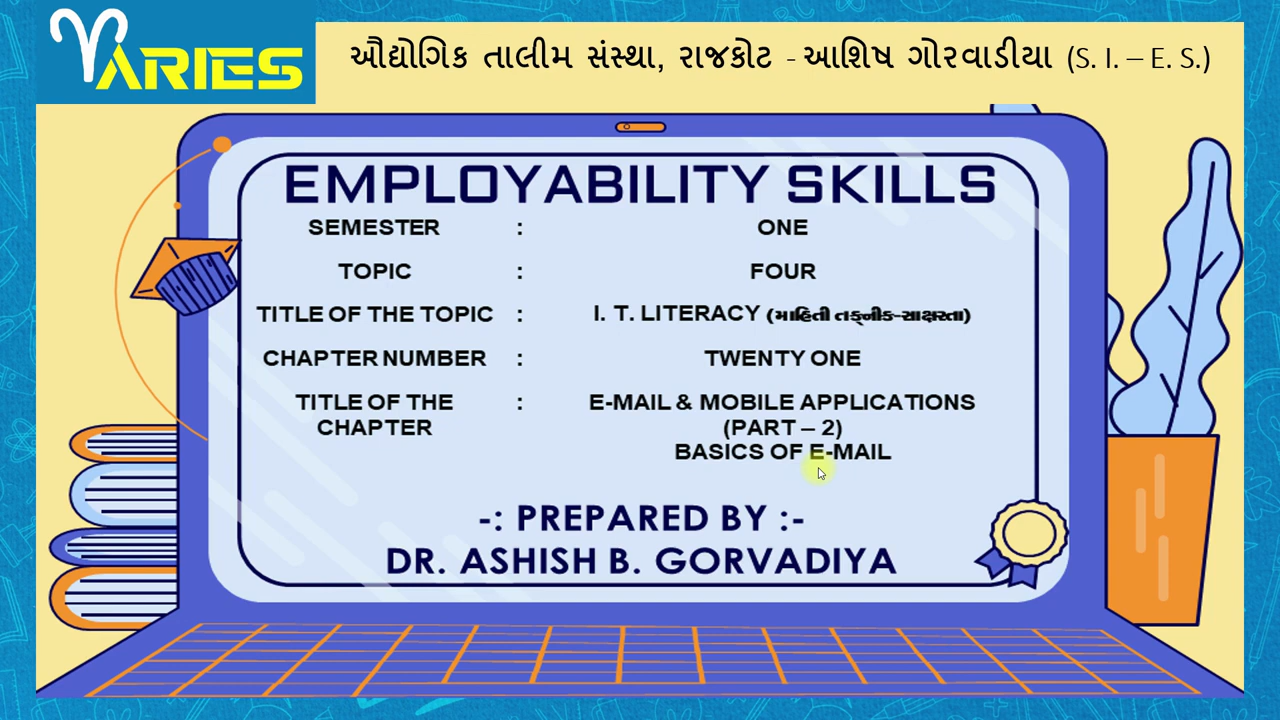 ARIES
ઔદ્યોગિક તાલીમ સંસ્થા, રાજકોટ - આશિષ ગોરવાડીયા (S. I. – E. S.)
EMPLOYABILITY SKILLS
SEMESTER : ONE
TOPIC : FOUR
TITLE OF THE TOPIC : I. T. LITERACY (માહિતી તક્નીક-સાક્ષરતા)
CHAPTER NUMBER : TWENTY ONE
TITLE OF THE CHAPTER : E-MAIL & MOBILE APPLICATIONS
(PART – 2)
BASICS OF E-MAIL
-: PREPARED BY :-
DR. ASHISH B. GORVADIYA